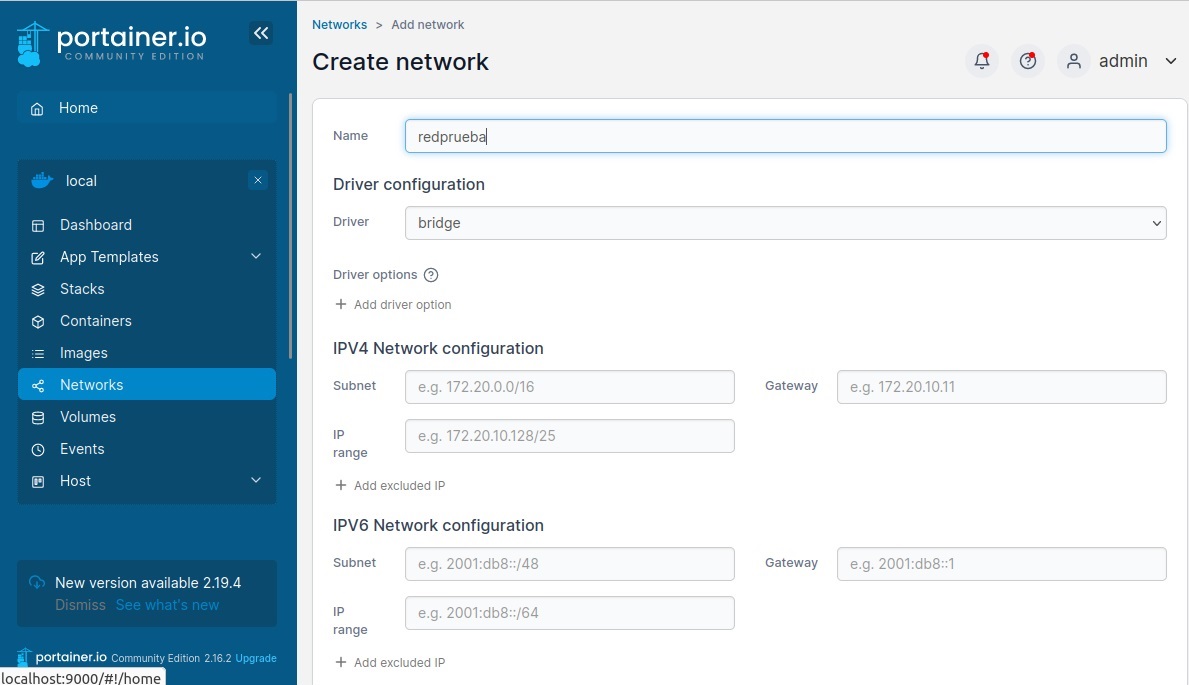 portainer.io
COMMUNITY EDITION
Home
local
Dashboard
App Templates
Stacks
Containers
Images
Networks
Volumes
Events
Host
New version available 2.19.4
Dismiss See what's new
portainer.io Community Edition 2.16.2 Upgrade
localhost:9000/#!/home
Networks > Add network
Create network
admin
Name redprueba
Driver configuration
Driver bridge
Driver options
Add driver option
IPV4 Network configuration
Subnet e.g. 172.20.0.0/16 Gateway e.g. 172.20.10.11
IP
range
e.g. 172.20.10.128/25
Add excluded IP
IPV6 Network configuration
Subnet e.g. 2001:db8::/48 Gateway e.g. 2001:db8::1
IP
range
e.g. 2001:db8::/64
Add excluded IP